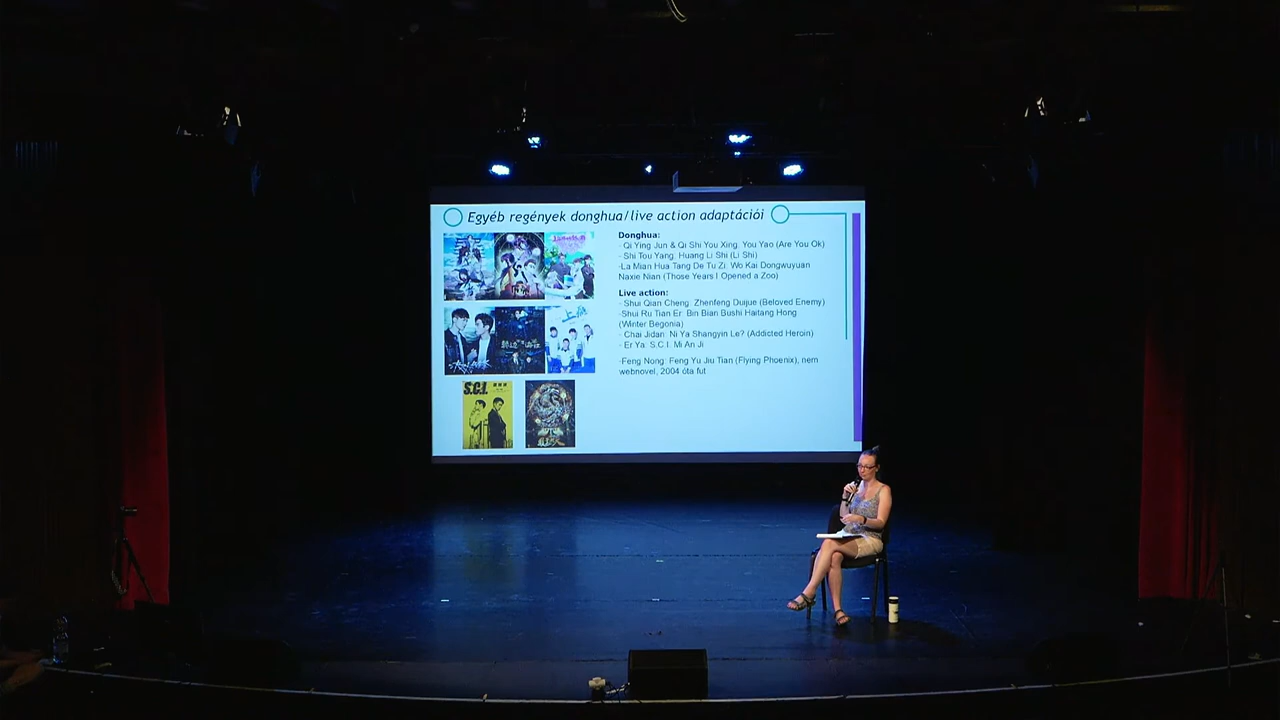 Egyéb regények donghua/live action adaptációi
Donghua:
- Qi Ying Jun & Qi Shi You Xing: You Yao (Are You Ok)
- Shi Tou Yang: Huang Li Shi (Li Shi)
-La Mian Hua Tang De Tu Zi: Wo Kai Dongwuyuan
Naxie Nian (Those Years I Opened a Zoo)
Live action:
- Shui Qian Cheng: Zhenfeng Duijue (Beloved Enemy)
-Shui Ru Tian Er: Bin Bian Bushi Haitang Hong
(Winter Begonia)
- Chai Jidan: Ni Ya Shangyin Le? (Addicted Heroin)
- Er Ya: S.C.I. Mi An Ji
-Feng Nong: Feng Yu Jiu Tian (Flying Phoenix), nem
webnovel, 2004 óta fut
S.C.I.